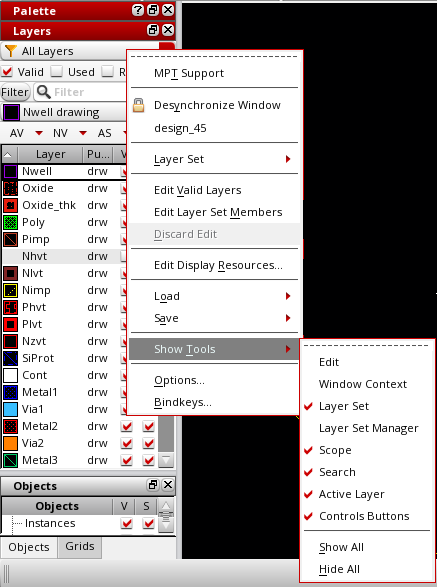 Palette
Layers
All Layers
Valid Used R
Filter Filter
Nwell drawing
AV NV AS
Layer Pu... V
Nwell drw
Oxide drw
Oxide_thk drw
Poly drw
Pimp drw
Nhvt drw
Nlvt drw
Nimp drw
Phvt drw
Plvt drw
Nzvt drw
SiProt drw
Cont drw
Metal1 drw
Via1 drw
Metal2 drw
Via2 drw
Metal3 drw
Objects
Objects V S
Instances
Objects Grids
MPT Support
Desynchronize Window
design_45
Layer Set
Edit Valid Layers
Edit Layer Set Members
Discard Edit
Edit Display Resources...
Load
Save
Show Tools
Options...
Bindkeys...
Edit
Window Context
Layer Set
Layer Set Manager
Scope
Search
Active Layer
Controls Buttons
Show All
Hide All